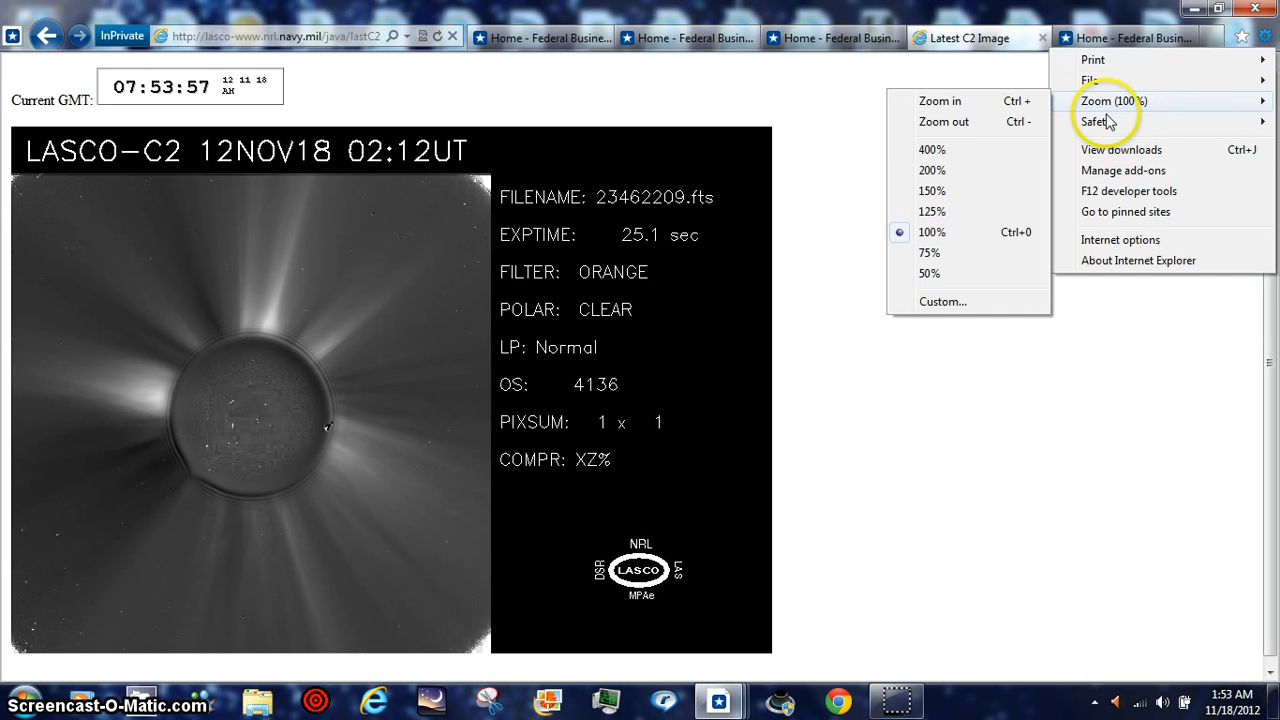 InPrivate
http://lasco-www.nrl.navy.mil/java/lastC2
Home - Federal Busine...
Home - Federal Busin...
Home - Federal Busin...
Latest C2 Image
Home - Federal Busin...
Current GMT:
07:53:57
12 11 18
AM
LASCO-C2 12NOV18 02:12UT
FILENAME: 23462209.fts
EXPTIME: 25.1 sec
FILTER: ORANGE
POLAR: CLEAR
LP: Normal
OS: 4136
PIXSUM: 1 x 1
COMPR: XZ%
NRL
DSR
LASCO
LAS
MPAe
Print
File
Zoom (100%)
Safety
View downloads Ctrl+J
Manage add-ons
F12 developer tools
Go to pinned sites
Internet options
About Internet Explorer
Zoom in Ctrl +
Zoom out Ctrl -
400%
200%
150%
125%
100% Ctrl+0
75%
50%
Custom...
Screencast-O-Matic.com
1:53 AM
11/18/2012